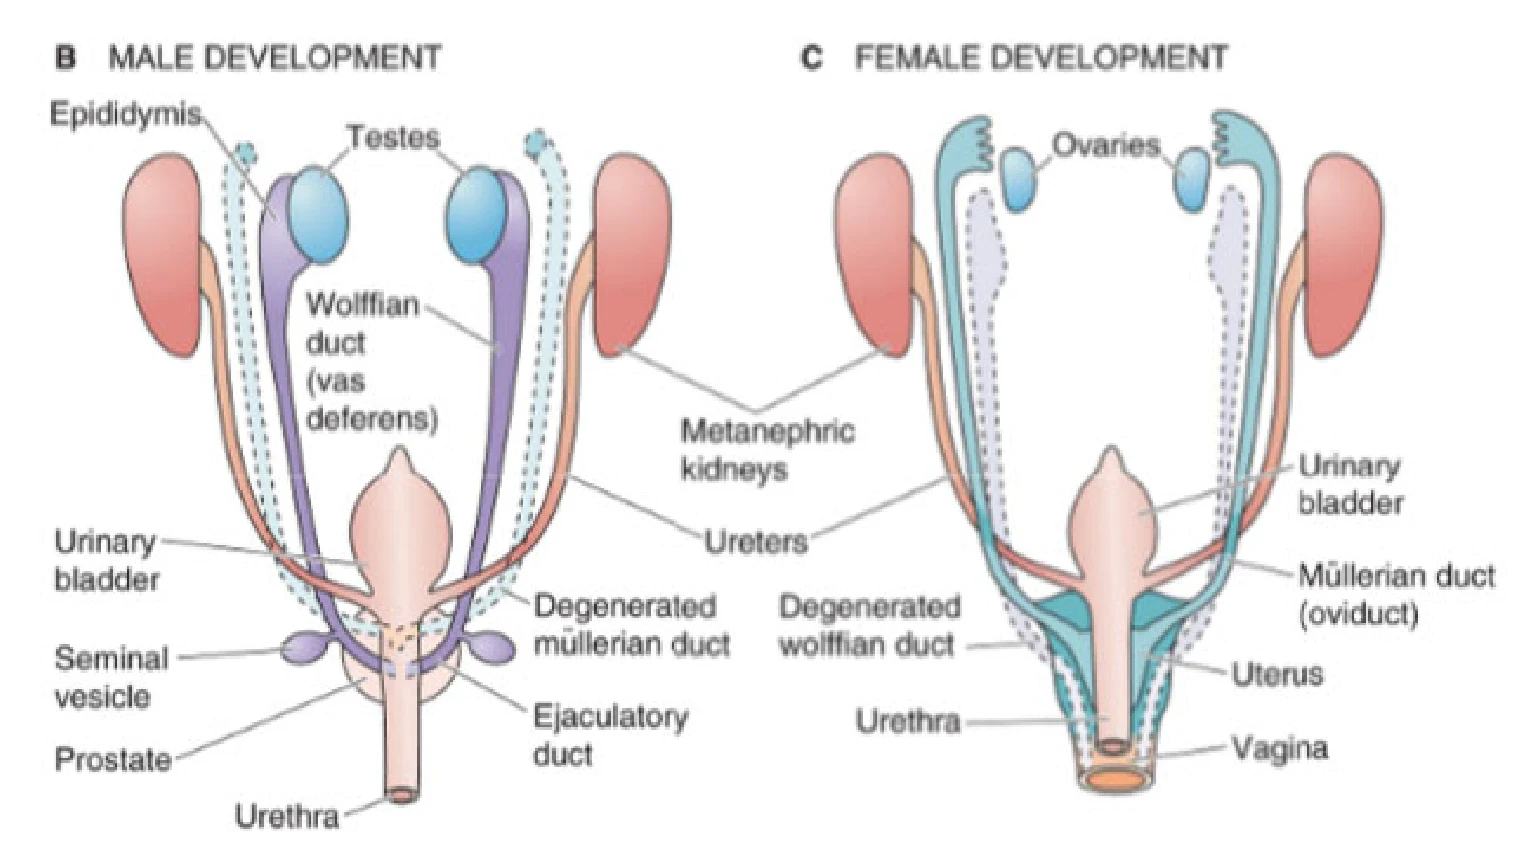 B MALE DEVELOPMENT
Epididymis
Testes
Wolffian
duct
(vas
deferens)
Urinary
bladder
Seminal
vesicle
Prostate
Urethra
Degenerated
müllerian duct
Ejaculatory
duct
Metanephric
kidneys
Ureters
C FEMALE DEVELOPMENT
Ovaries
Urinary
bladder
Müllerian duct
(oviduct)
Degenerated
wolffian duct
Uterus
Urethra
Vagina